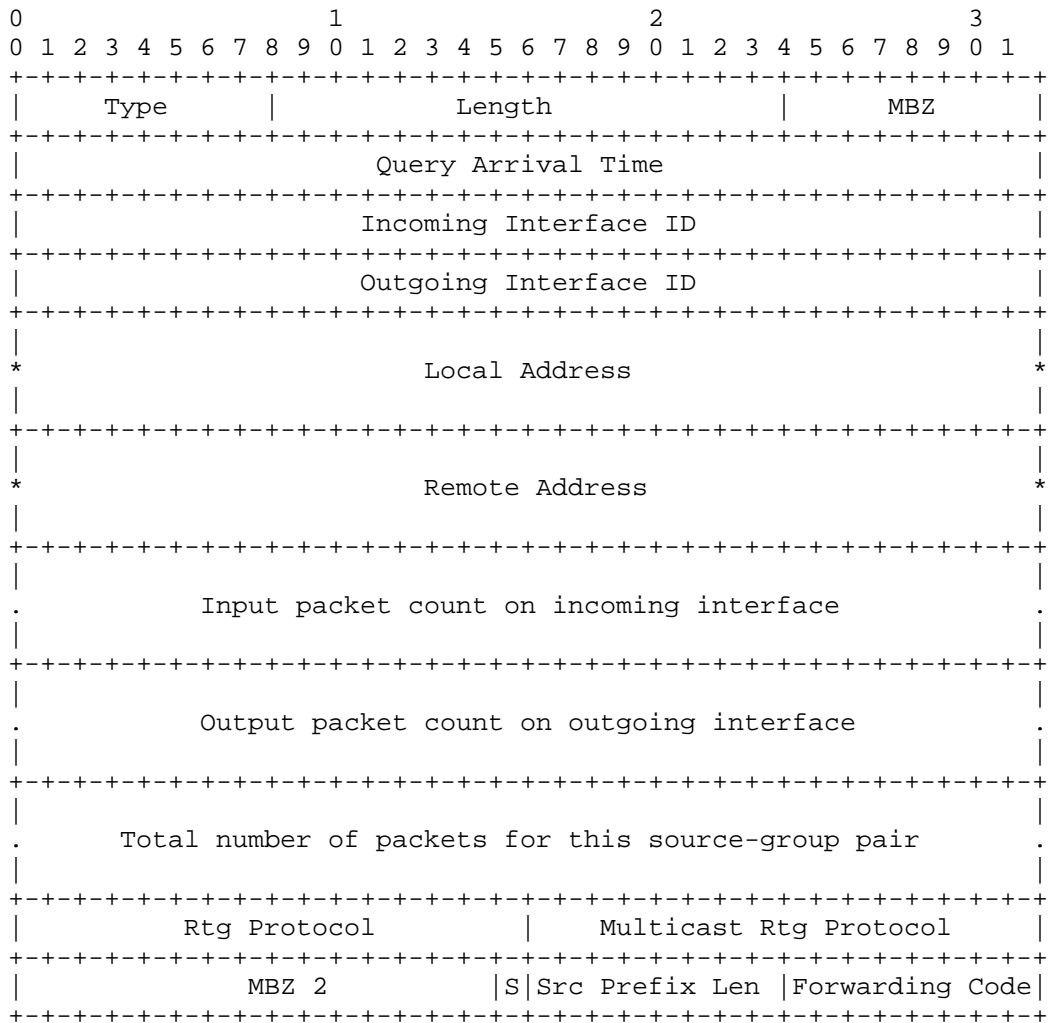 0                   1                   2                   3
0 1 2 3 4 5 6 7 8 9 0 1 2 3 4 5 6 7 8 9 0 1 2 3 4 5 6 7 8 9 0 1
+-+-+-+-+-+-+-+-+-+-+-+-+-+-+-+-+-+-+-+-+-+-+-+-+-+-+-+-+-+-+-+-+
|     Type      |           Length              |      MBZ      |
+-+-+-+-+-+-+-+-+-+-+-+-+-+-+-+-+-+-+-+-+-+-+-+-+-+-+-+-+-+-+-+-+
|                      Query Arrival Time                       |
+-+-+-+-+-+-+-+-+-+-+-+-+-+-+-+-+-+-+-+-+-+-+-+-+-+-+-+-+-+-+-+-+
|                     Incoming Interface ID                     |
+-+-+-+-+-+-+-+-+-+-+-+-+-+-+-+-+-+-+-+-+-+-+-+-+-+-+-+-+-+-+-+-+
|                     Outgoing Interface ID                     |
+-+-+-+-+-+-+-+-+-+-+-+-+-+-+-+-+-+-+-+-+-+-+-+-+-+-+-+-+-+-+-+-+
|                                                               |
*                         Local Address                         *
|                                                               |
+-+-+-+-+-+-+-+-+-+-+-+-+-+-+-+-+-+-+-+-+-+-+-+-+-+-+-+-+-+-+-+-+
|                                                               |
*                         Remote Address                        *
|                                                               |
+-+-+-+-+-+-+-+-+-+-+-+-+-+-+-+-+-+-+-+-+-+-+-+-+-+-+-+-+-+-+-+-+
|                                                               |
.           Input packet count on incoming interface            .
|                                                               |
+-+-+-+-+-+-+-+-+-+-+-+-+-+-+-+-+-+-+-+-+-+-+-+-+-+-+-+-+-+-+-+-+
|                                                               |
.           Output packet count on outgoing interface           .
|                                                               |
+-+-+-+-+-+-+-+-+-+-+-+-+-+-+-+-+-+-+-+-+-+-+-+-+-+-+-+-+-+-+-+-+
|                                                               |
.      Total number of packets for this source-group pair       .
|                                                               |
+-+-+-+-+-+-+-+-+-+-+-+-+-+-+-+-+-+-+-+-+-+-+-+-+-+-+-+-+-+-+-+-+
|          Rtg Protocol         |    Multicast Rtg Protocol     |
+-+-+-+-+-+-+-+-+-+-+-+-+-+-+-+-+-+-+-+-+-+-+-+-+-+-+-+-+-+-+-+-+
|              MBZ 2          |S|Src Prefix Len |Forwarding Code|
+-+-+-+-+-+-+-+-+-+-+-+-+-+-+-+-+-+-+-+-+-+-+-+-+-+-+-+-+-+-+-+-+